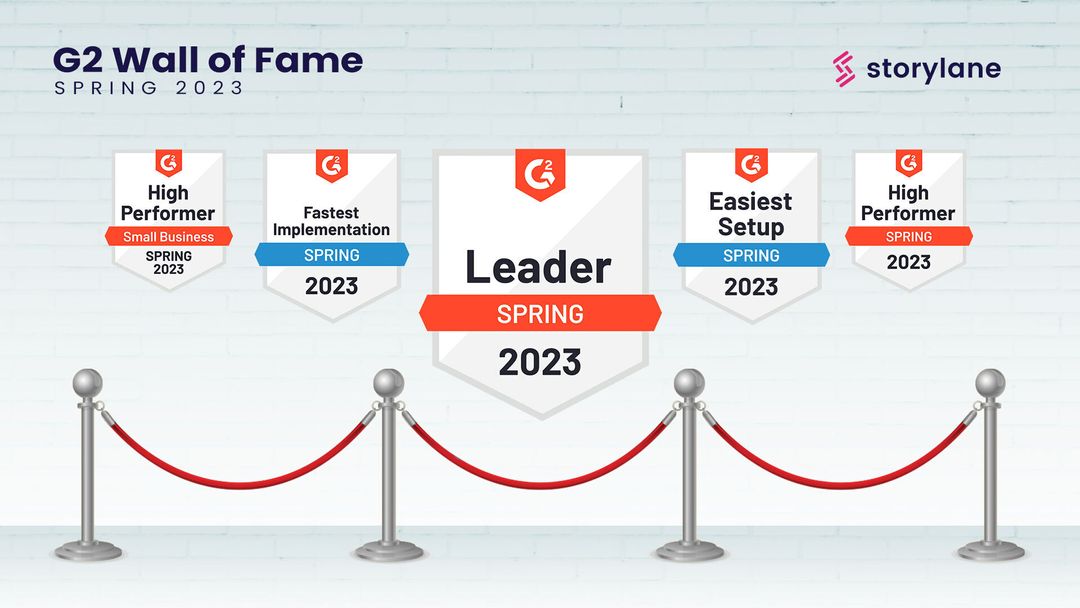 G2 Wall of Fame
SPRING 2023
storylane
G2
High
Performer
Small Business
SPRING
2023
G2
Fastest
Implementation
SPRING
2023
G2
Leader
SPRING
2023
G2
Easiest
Setup
SPRING
2023
G2
High
Performer
SPRING
2023